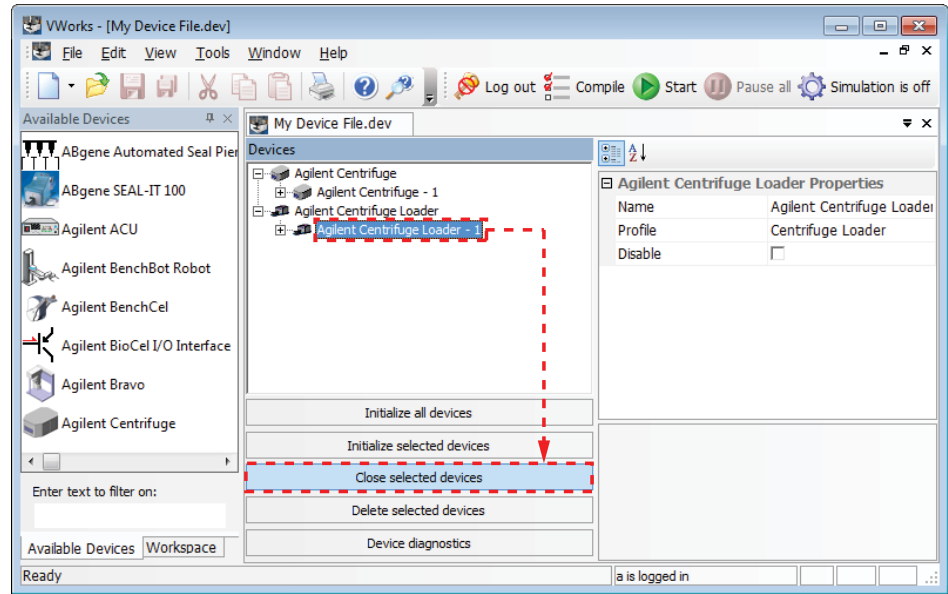 VWorks - [My Device File.dev]
File Edit View Tools Window Help
Log out Compile Start Pause all Simulation is off
Available Devices
ABgene Automated Seal Pier
ABgene SEAL-IT 100
Agilent ACU
Agilent BenchBot Robot
Agilent BenchCel
Agilent BioCel I/O Interface
Agilent Bravo
Agilent Centrifuge
Enter text to filter on:
Available Devices Workspace
My Device File.dev
Devices
Agilent Centrifuge
Agilent Centrifuge - 1
Agilent Centrifuge Loader
Agilent Centrifuge Loader - 1
Initialize all devices
Initialize selected devices
Close selected devices
Delete selected devices
Device diagnostics
Agilent Centrifuge Loader Properties
Name Agilent Centrifuge Loader
Profile Centrifuge Loader
Disable
Ready
a is logged in